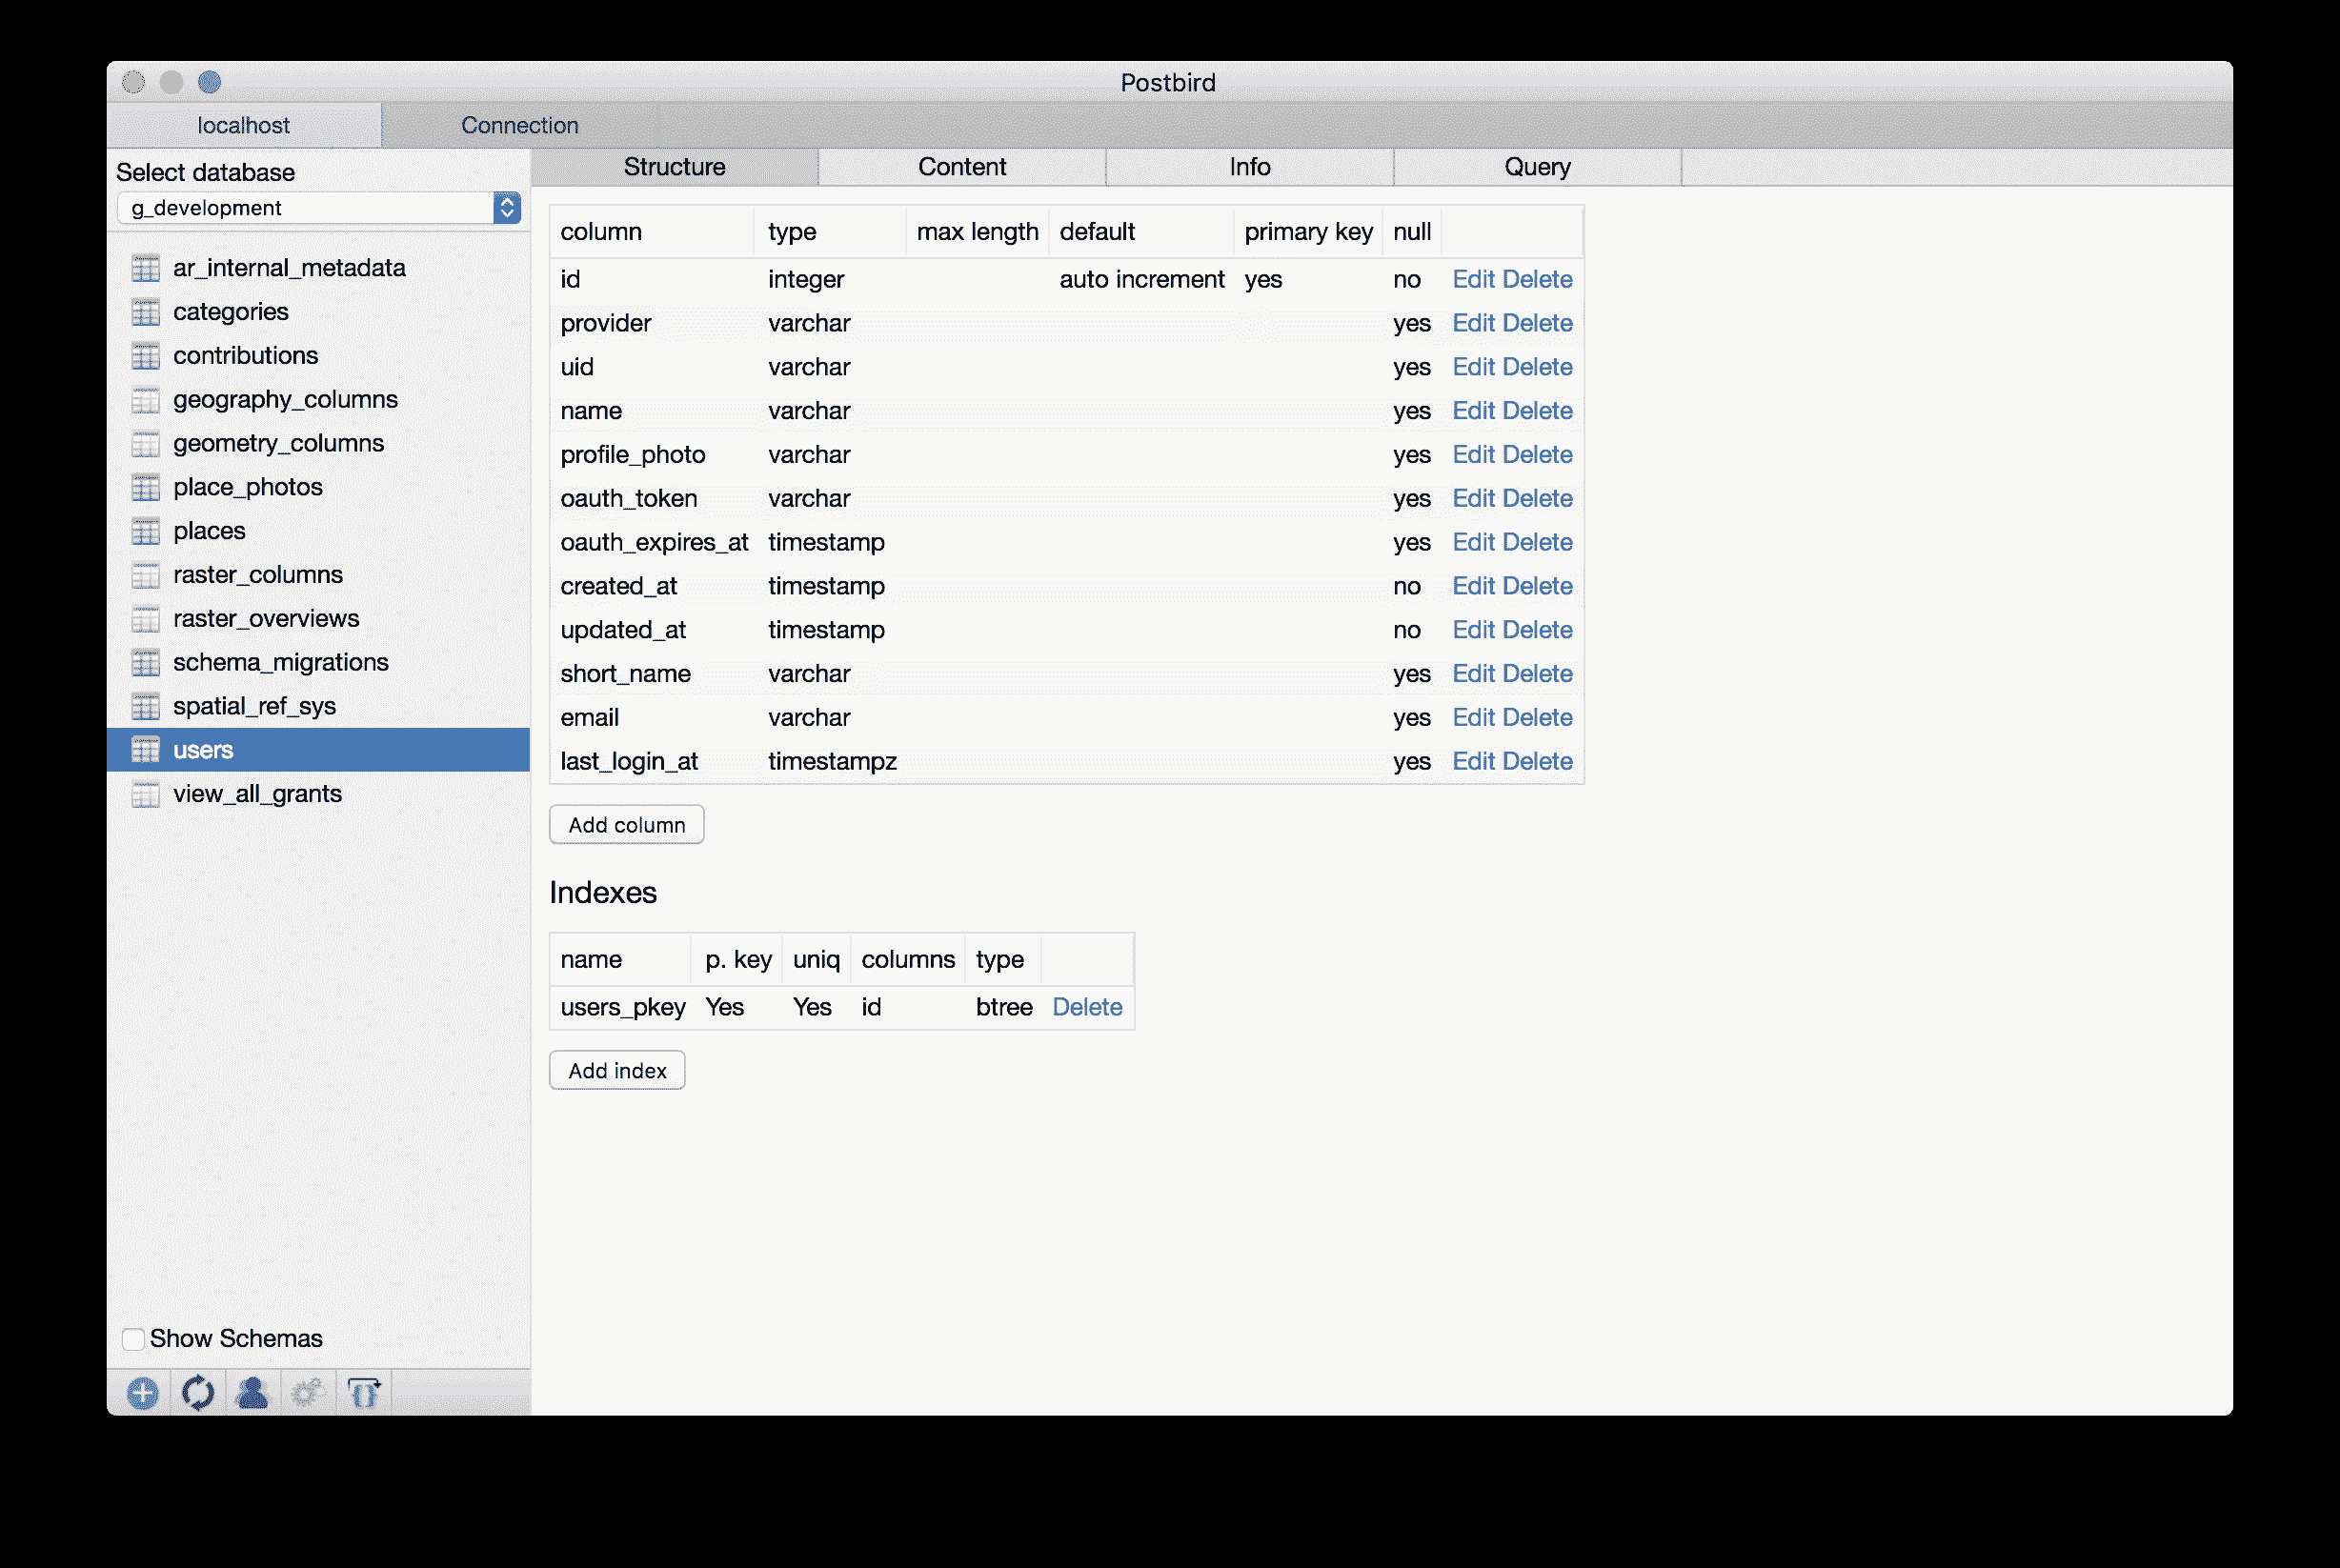 Postbird
localhost Connection
Select database
g_development
ar_internal_metadata
categories
contributions
geography_columns
geometry_columns
place_photos
places
raster_columns
raster_overviews
schema_migrations
spatial_ref_sys
users
view_all_grants
Show Schemas
Structure Content Info Query
column type max length default primary key null
id integer auto increment yes no Edit Delete
provider varchar yes Edit Delete
uid varchar yes Edit Delete
name varchar yes Edit Delete
profile_photo varchar yes Edit Delete
oauth_token varchar yes Edit Delete
oauth_expires_at timestamp yes Edit Delete
created_at timestamp no Edit Delete
updated_at timestamp no Edit Delete
short_name varchar yes Edit Delete
email varchar yes Edit Delete
last_login_at timestampz yes Edit Delete
Add column
Indexes
name p. key uniq columns type
users_pkey Yes Yes id btree Delete
Add index